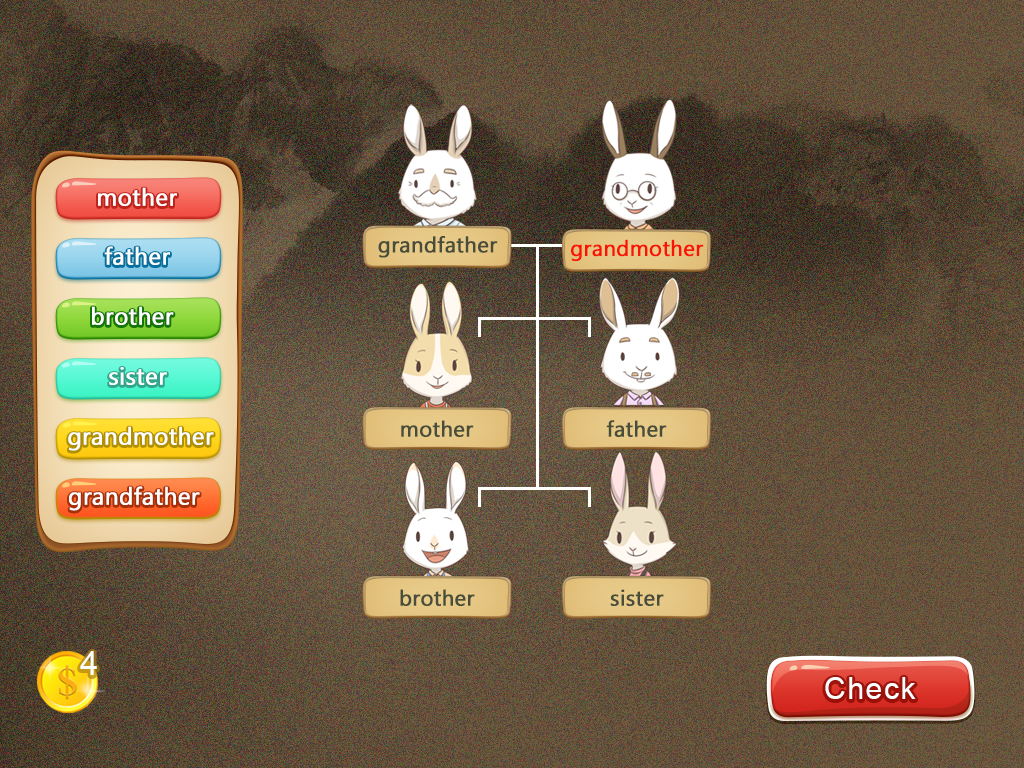 mother
father
brother
sister
grandmother
grandfather
grandfather
grandmother
mother
father
brother
sister
$
4
Check